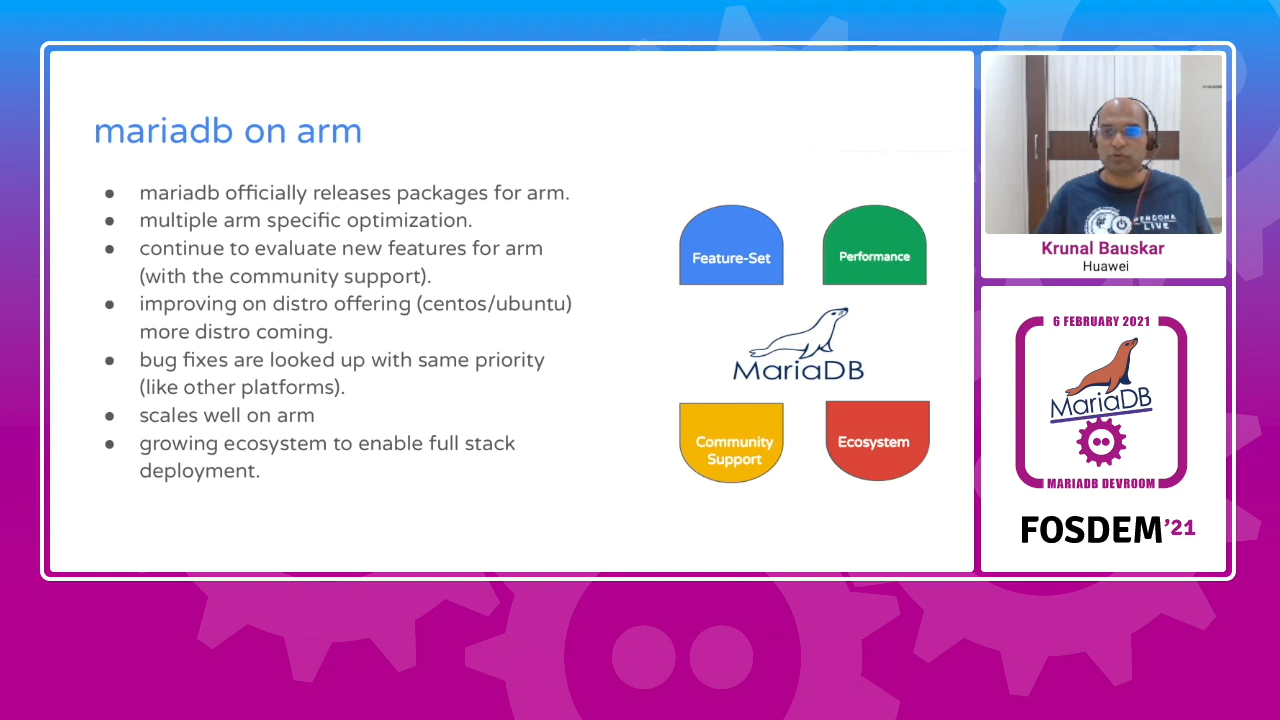 mariadb on arm
● mariadb officially releases packages for arm.
● multiple arm specific optimization.
● continue to evaluate new features for arm
(with the community support).
● improving on distro offering (centos/ubuntu)
more distro coming.
● bug fixes are looked up with same priority
(like other platforms).
● scales well on arm
● growing ecosystem to enable full stack
deployment.
Feature-Set
Performance
MariaDB
Community
Support
Ecosystem
PERCONA
LIVE
Krunal Bauskar
Huawei
6 FEBRUARY 2021
MariaDB
MARIADB DEVROOM
FOSDEM'21